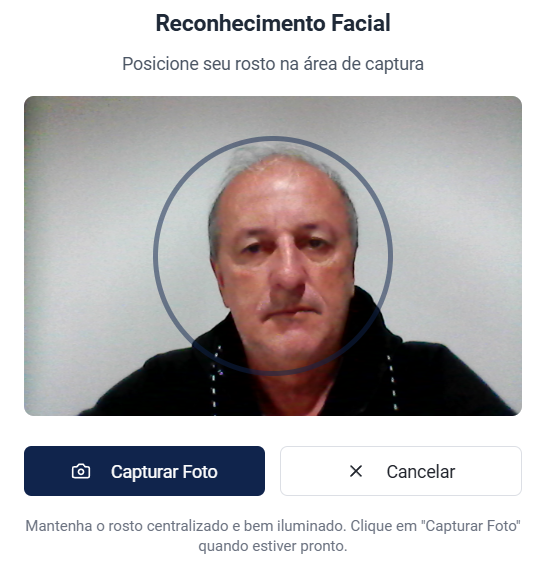 Reconhecimento Facial
Posicione seu rosto na área de captura
Capturar Foto
Cancelar
Mantenha o rosto centralizado e bem iluminado. Clique em "Capturar Foto"
quando estiver pronto.